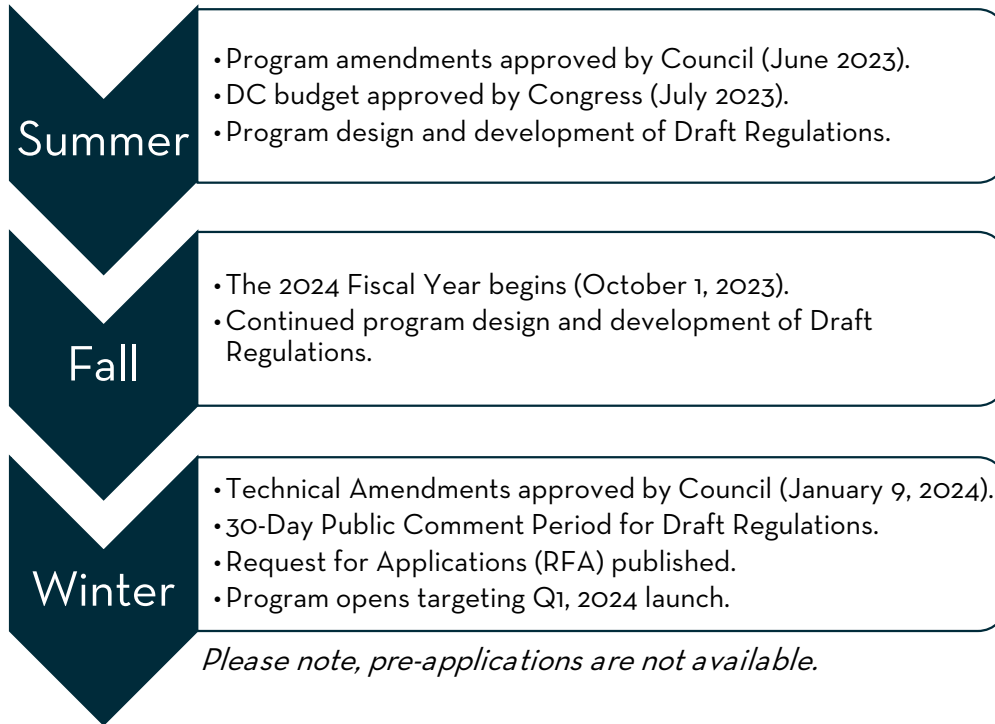 Summer
• Program amendments approved by Council (June 2023).
• DC budget approved by Congress (July 2023).
• Program design and development of Draft Regulations.
Fall
• The 2024 Fiscal Year begins (October 1, 2023).
• Continued program design and development of Draft
Regulations.
Winter
• Technical Amendments approved by Council (January 9, 2024).
• 30-Day Public Comment Period for Draft Regulations.
• Request for Applications (RFA) published.
• Program opens targeting Q1, 2024 launch.
Please note, pre-applications are not available.